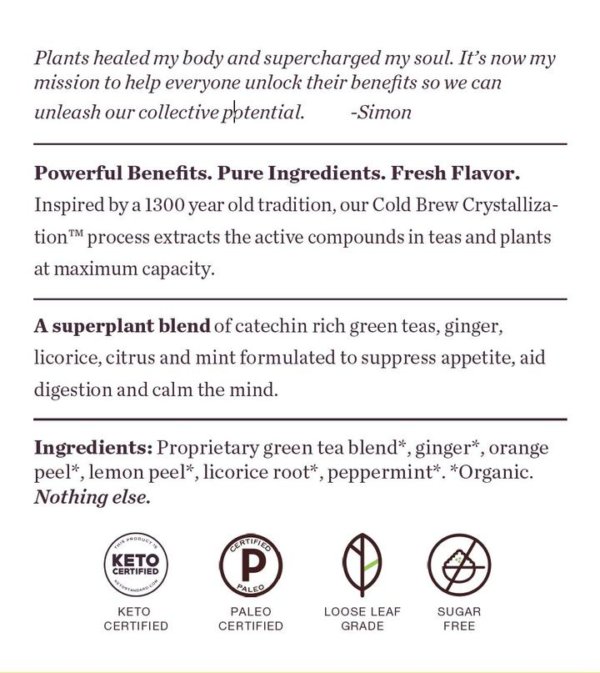 Plants healed my body and supercharged my soul. It's now my
mission to help everyone unlock their benefits so we can
unleash our collective potential. -Simon
Powerful Benefits. Pure Ingredients. Fresh Flavor.
Inspired by a 1300 year old tradition, our Cold Brew Crystalliza-
tion™ process extracts the active compounds in teas and plants
at maximum capacity.
A superplant blend of catechin rich green teas, ginger,
licorice, citrus and mint formulated to suppress appetite, aid
digestion and calm the mind.
Ingredients: Proprietary green tea blend*, ginger*, orange
peel*, lemon peel*, licorice root*, peppermint*. *Organic.
Nothing else.
THIS PRODUCT IS
KETO
CERTIFIED
KETOSTANDARD.COM
CERTIFIED
P
PALEO
KETO
CERTIFIED
PALEO
CERTIFIED
LOOSE LEAF
GRADE
SUGAR
FREE